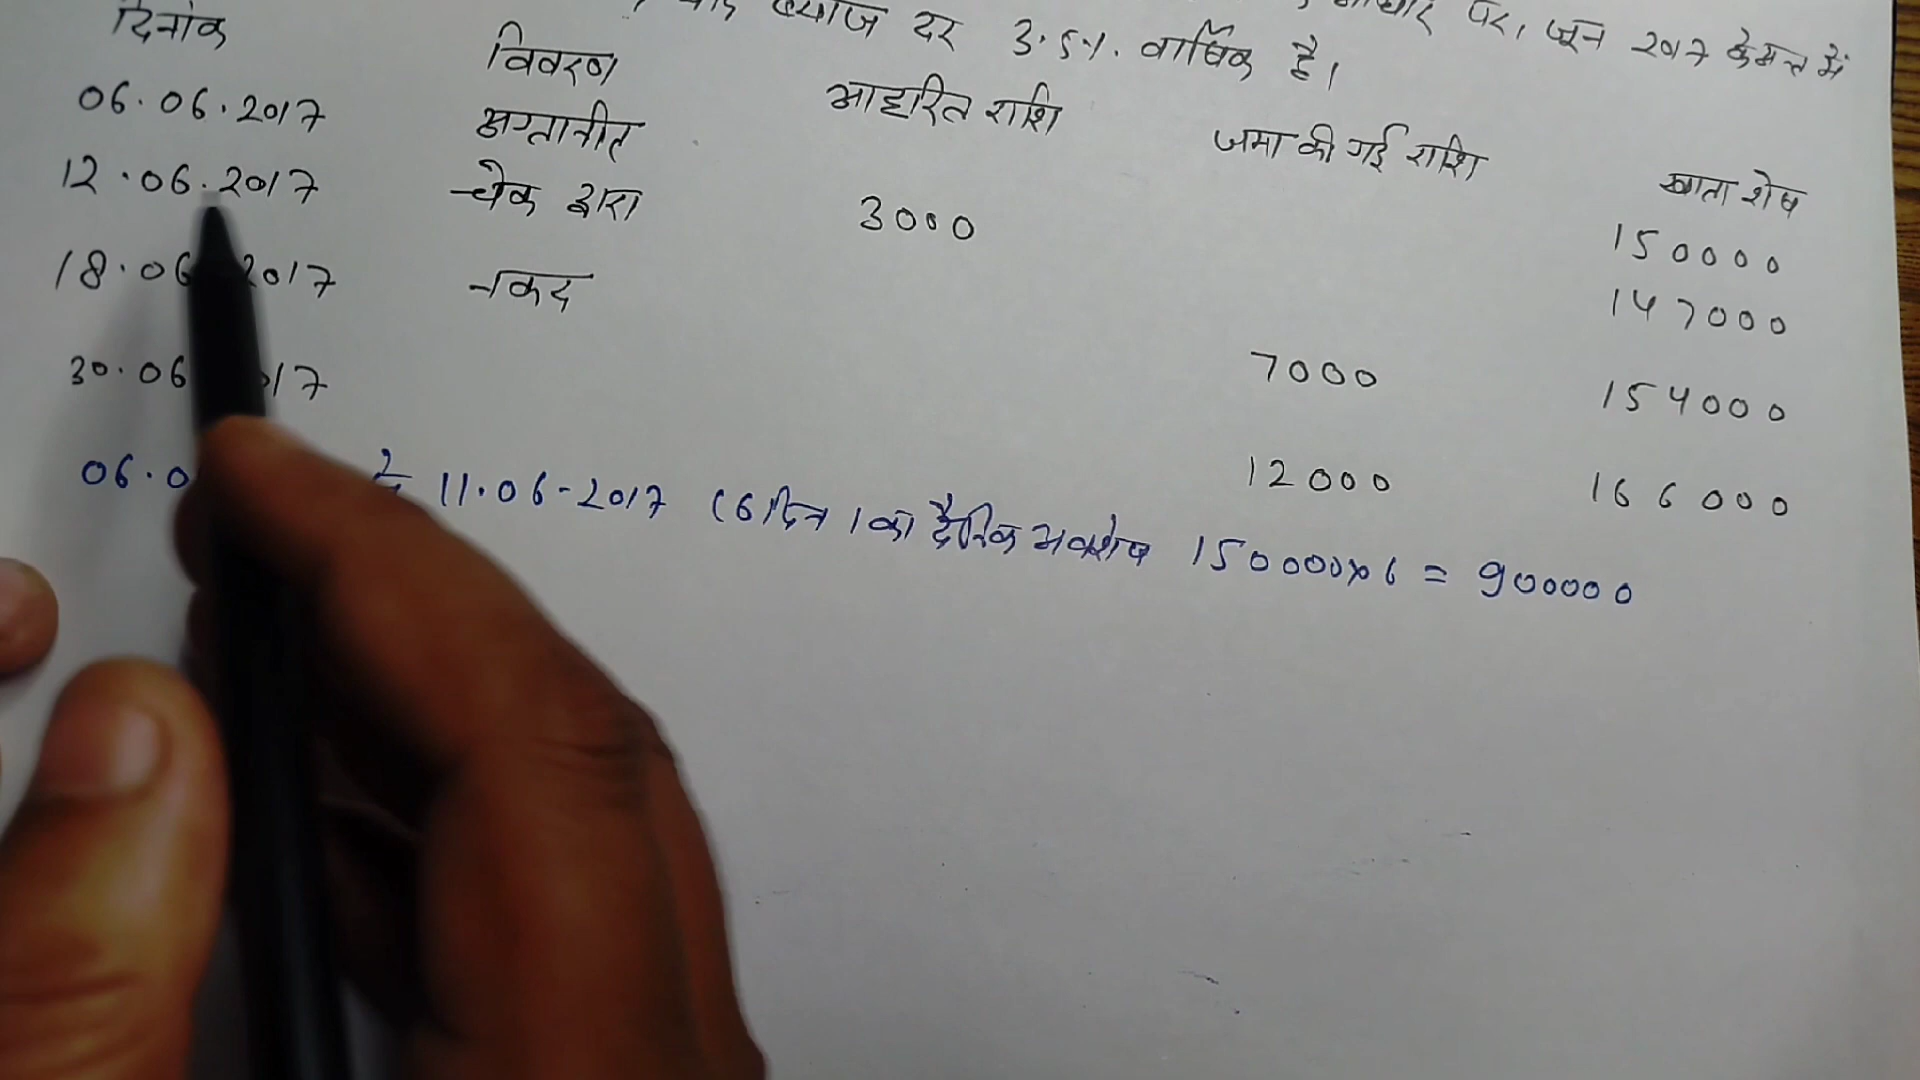 ब्याज दर 3.5%. वार्षिक है। पर, जून 2017 के अन्त में
दिनांक विवरण आहरित राशि जमा की गई राशि खाता शेष
06.06.2017 अग्रानीत 150000
12.06.2017 चेक द्वारा 3000 147000
18.06 2017 नकद 7000 154000
30.06 017 12000 166000
06.0 से 11.06-2017 (6 दिन) का दैनिक अवशेष 150000×6 = 900000